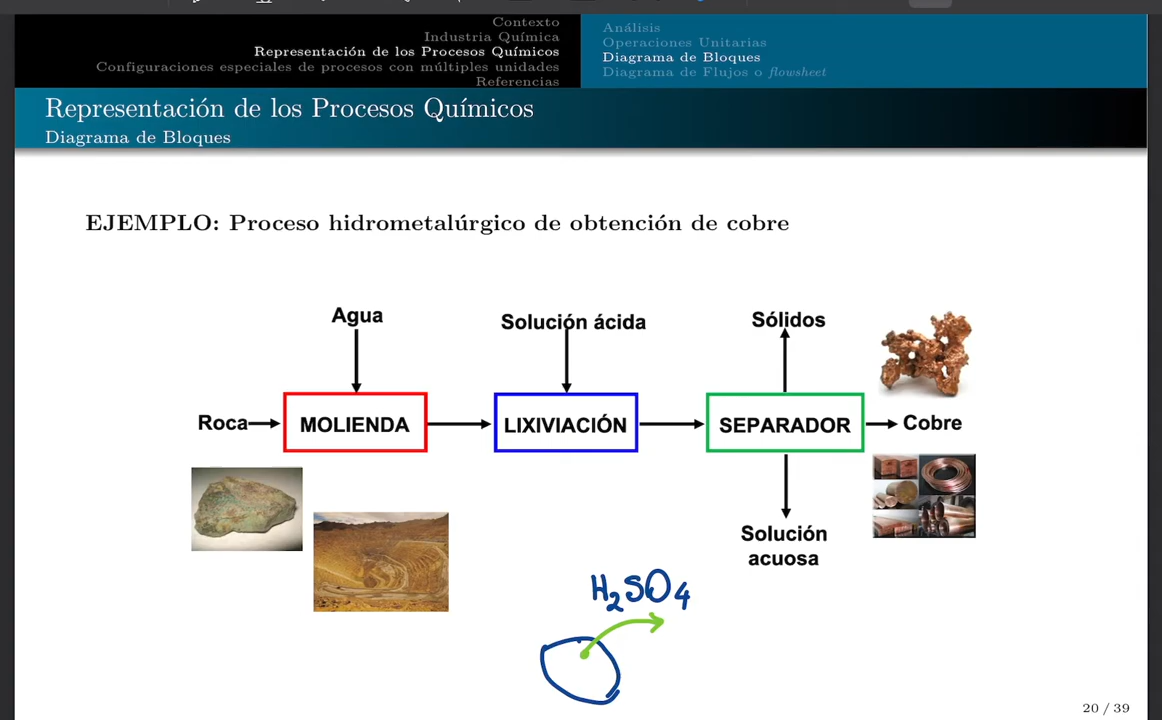 Contexto
Industria Química
Representación de los Procesos Químicos
Configuraciones especiales de procesos con múltiples unidades
Referencias
Análisis
Operaciones Unitarias
Diagrama de Bloques
Diagrama de Flujos o flowsheet
Representación de los Procesos Químicos
Diagrama de Bloques
EJEMPLO: Proceso hidrometalúrgico de obtención de cobre
Agua
Solución ácida
Sólidos
Roca
MOLIENDA
LIXIVIACIÓN
SEPARADOR
Cobre
Solución
acuosa
H₂SO₄
20 / 39